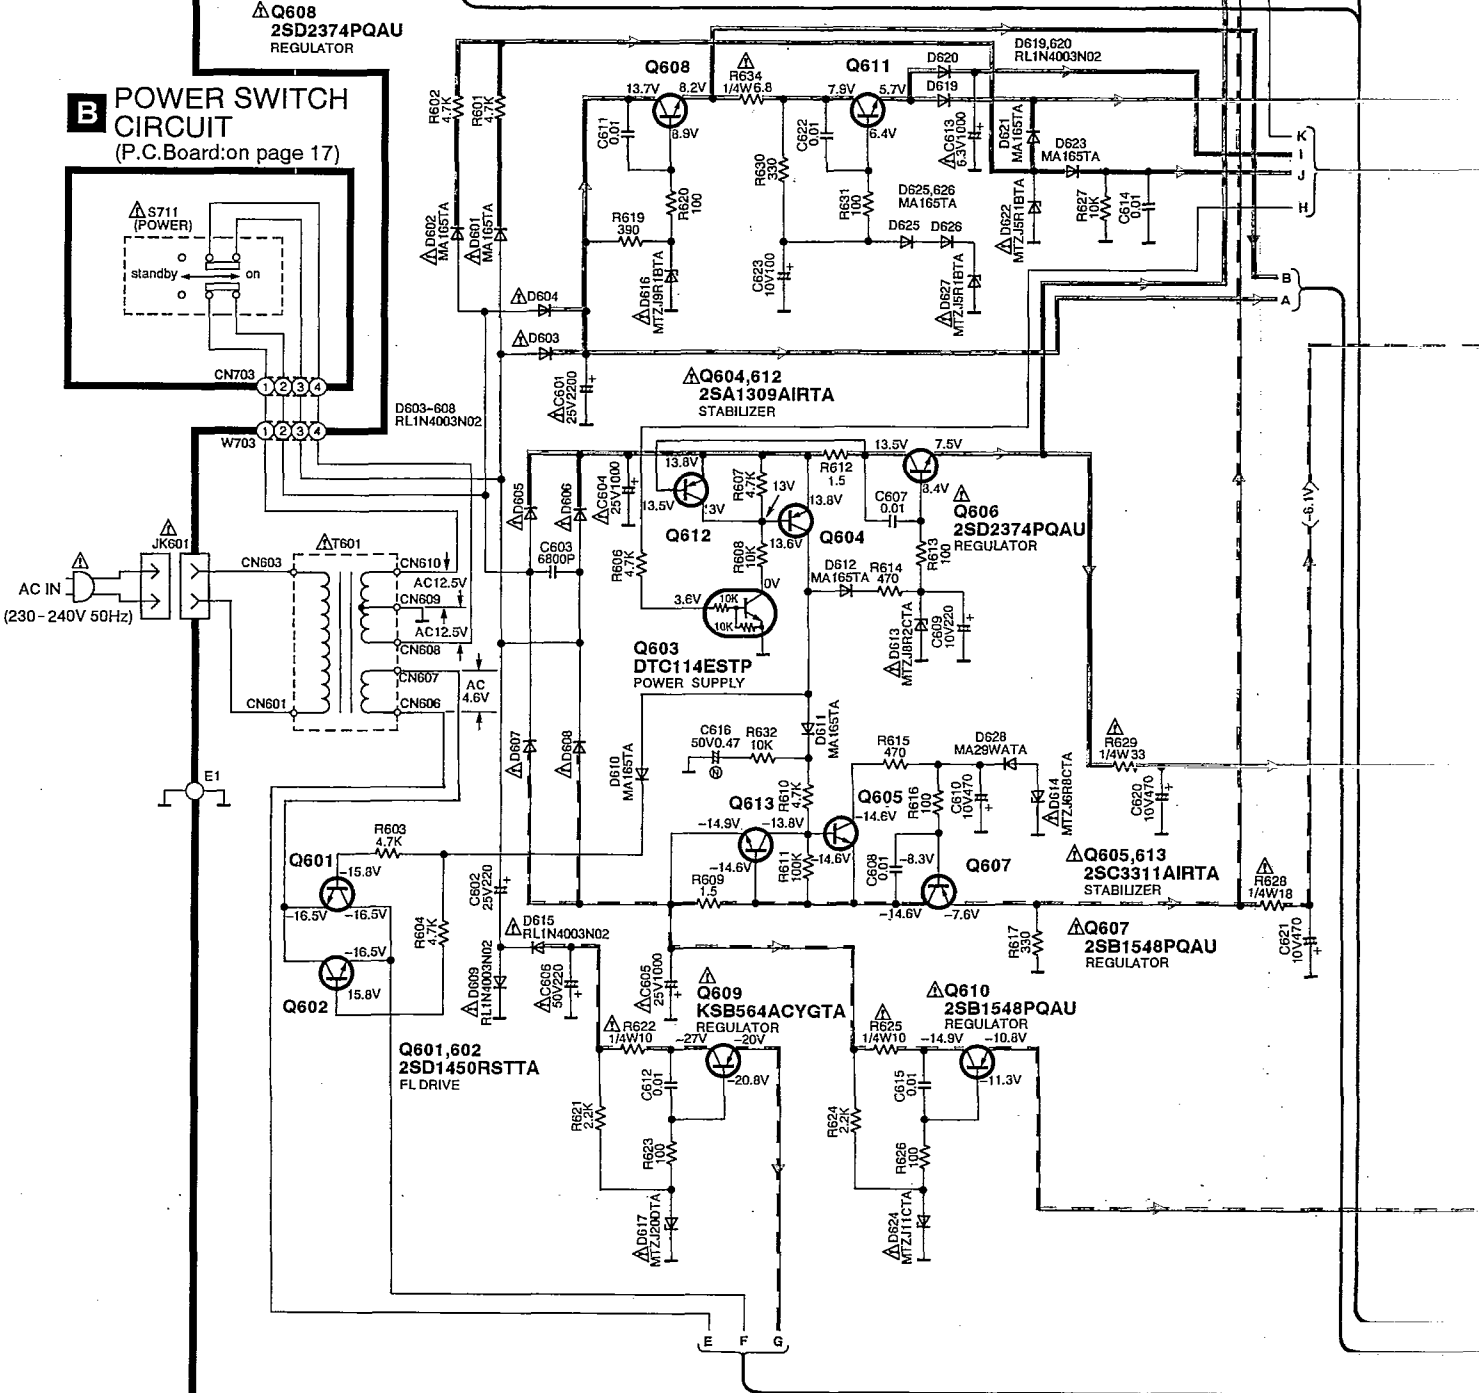 ⚠Q608
2SD2374PQAU
REGULATOR
B POWER SWITCH
CIRCUIT
(P.C.Board:on page 17)
⚠S711
(POWER)
standby on
CN703
1 2 3 4
W703
1 2 3 4
D603~608
RL1N4003N02
R602
4.7K
R601
4.7K
⚠D602
MA165TA
⚠D601
MA165TA
⚠D604
⚠D603
⚠C601
25V2200
Q608
13.7V 8.2V
8.9V
C611
0.01
R620
100
R619
390
⚠D616
MTZJ9R1BTA
⚠
R634
1/4W6.8
R630
330
C623
10V100
Q611
7.9V 5.7V
6.4V
C622
0.01
R631
100
D625,626
MA165TA
D625 D626
⚠D627
MTZJ5R1BTA
D620
D619
D619,620
RL1N4003N02
⚠C613
6.3V1000
D621
MA165TA
D623
MA165TA
⚠D622
MTZJ5R1BTA
R627
10K
C614
0.01
K
I
J
H
B
A
⚠Q604,612
2SA1309AIRTA
STABILIZER
⚠D605
⚠D606
⚠C604
25V1000
C603
6800P
13.8V
13.5V
13V
Q612
R607
4.7K
R608
10K
13V
13.8V
13.6V
Q604
R612
1.5
13.5V 7.5V
8.4V
C607
0.01
⚠
Q606
2SD2374PQAU
REGULATOR
R613
100
R606
4.7K
D612
MA165TA
R614
470
⚠D613
MTZJ8R2CTA
C609
10V220
0V
3.6V
10K
10K
Q603
DTC114ESTP
POWER SUPPLY
⚠
JK601
⚠
AC IN
(230-240V 50Hz)
CN603
CN601
⚠T601
CN610
AC12.5V
CN609
AC12.5V
CN608
CN607
AC
4.6V
CN606
E1
⚠D607
⚠D608
D610
MA165TA
C616
50V0.47
N
R632
10K
D611
MA165TA
R610
4.7K
R611
100K
Q613
-14.9V -13.8V
-14.6V
R609
1.5
Q605
-14.6V
-14.6V
R615
470
D628
MA29WATA
R616
100
C610
10V470
⚠D614
MTZJ6R8CTA
C608
0.01
-8.3V
-14.6V -7.6V
Q607
⚠
R629
1/4W33
C620
10V470
⚠Q605,613
2SC3311AIRTA
STABILIZER
⚠Q607
2SB1548PQAU
REGULATOR
R617
330
⚠
R628
1/4W18
C621
10V470
-6.1V
R603
4.7K
Q601
-15.8V
-16.5V -16.5V
-16.5V
15.8V
Q602
R604
4.7K
C602
25V220
⚠D615
RL1N4003N02
⚠D609
RL1N4003N02
⚠C606
50V220
⚠C605
25V1000
Q601,602
2SD1450RSTTA
FL DRIVE
⚠
Q609
KSB564ACYGTA
REGULATOR
⚠R622
1/4W10
-27V -20V
-20.8V
C612
0.01
R621
2.2K
R623
100
⚠D617
MTZJ20DTA
⚠Q610
2SB1548PQAU
REGULATOR
⚠
R625
1/4W10
-14.9V -10.8V
-11.3V
C615
0.01
R624
2.2K
R626
100
⚠D624
MTZJ11CTA
E F G